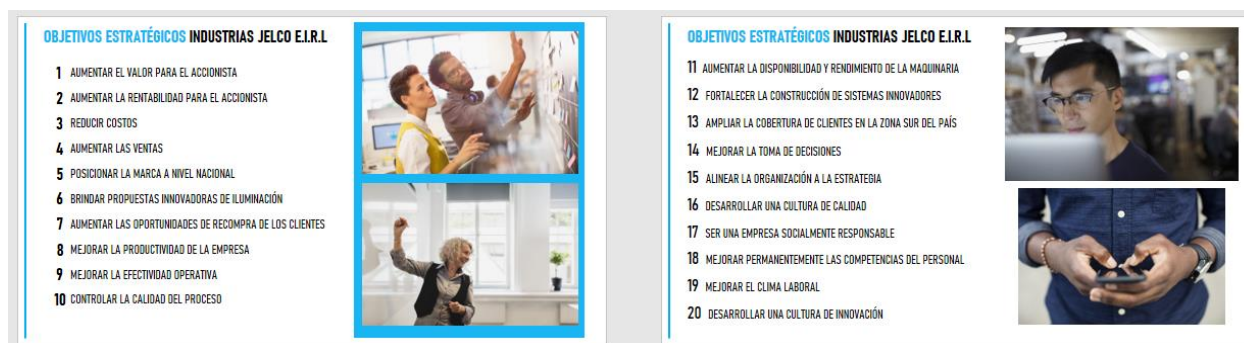 OBJETIVOS ESTRATÉGICOS INDUSTRIAS JELCO E.I.R.L
1 AUMENTAR EL VALOR PARA EL ACCIONISTA
2 AUMENTAR LA RENTABILIDAD PARA EL ACCIONISTA
3 REDUCIR COSTOS
4 AUMENTAR LAS VENTAS
5 POSICIONAR LA MARCA A NIVEL NACIONAL
6 BRINDAR PROPUESTAS INNOVADORAS DE ILUMINACIÓN
7 AUMENTAR LAS OPORTUNIDADES DE RECOMPRA DE LOS CLIENTES
8 MEJORAR LA PRODUCTIVIDAD DE LA EMPRESA
9 MEJORAR LA EFECTIVIDAD OPERATIVA
10 CONTROLAR LA CALIDAD DEL PROCESO
OBJETIVOS ESTRATÉGICOS INDUSTRIAS JELCO E.I.R.L
11 AUMENTAR LA DISPONIBILIDAD Y RENDIMIENTO DE LA MAQUINARIA
12 FORTALECER LA CONSTRUCCIÓN DE SISTEMAS INNOVADORES
13 AMPLIAR LA COBERTURA DE CLIENTES EN LA ZONA SUR DEL PAÍS
14 MEJORAR LA TOMA DE DECISIONES
15 ALINEAR LA ORGANIZACIÓN A LA ESTRATEGIA
16 DESARROLLAR UNA CULTURA DE CALIDAD
17 SER UNA EMPRESA SOCIALMENTE RESPONSABLE
18 MEJORAR PERMANENTEMENTE LAS COMPETENCIAS DEL PERSONAL
19 MEJORAR EL CLIMA LABORAL
20 DESARROLLAR UNA CULTURA DE INNOVACIÓN